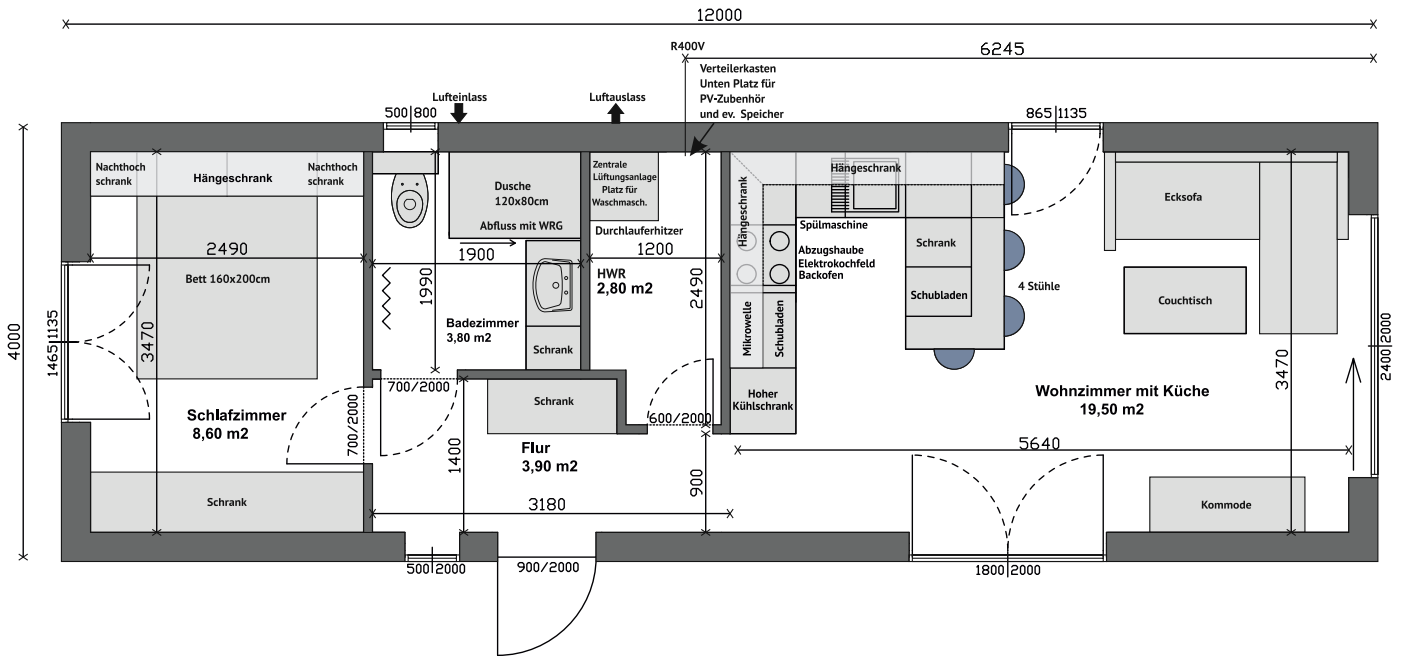 12000
R400V
6245
Verteilerkasten
Unten Platz für
PV-Zubenhör
und ev. Speicher
Lufteinlass
Luftauslass
500|800
865|1135
Nachthoch
schrank
Hängeschrank
Nachthoch
schrank
Dusche
120x80cm
Abfluss mit WRG
Zentrale
Lüftungsanlage
Platz für
Waschmasch.
Durchlauferhitzer
Hängeschrank
Hängeschrank
Spülmaschine
Abzugshaube
Elektrokochfeld
Backofen
Schrank
Schubladen
4 Stühle
Ecksofa
Couchtisch
2490
1900
1200
Bett 160x200cm
1990
HWR
2,80 m2
2490
4000
1465|1135
3470
Badezimmer
3,80 m2
Schrank
Mikrowelle
Schubladen
3470
2400|2000
700/2000
Schrank
600/2000
Hoher
Kühlschrank
Wohnzimmer mit Küche
19,50 m2
Schlafzimmer
8,60 m2
700/2000
1400
Flur
3,90 m2
900
5640
Schrank
3180
Kommode
500|2000
900/2000
1800|2000